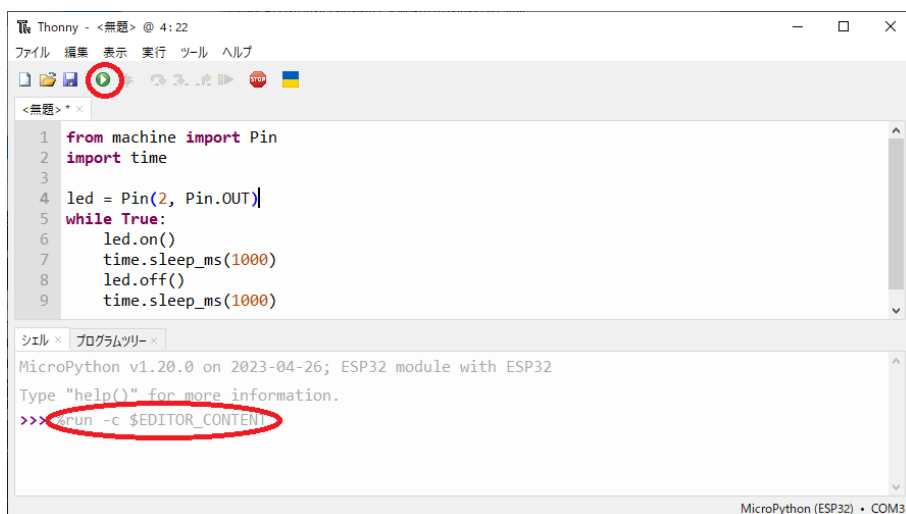 Thonny - <無題> @ 4:22
ファイル 編集 表示 実行 ツール ヘルプ
STOP
<無題> * ×
1 from machine import Pin
2 import time
3
4 led = Pin(2, Pin.OUT)
5 while True:
6     led.on()
7     time.sleep_ms(1000)
8     led.off()
9     time.sleep_ms(1000)
シェル × プログラムツリー ×
MicroPython v1.20.0 on 2023-04-26; ESP32 module with ESP32
Type "help()" for more information.
>>> %run -c $EDITOR_CONTENT
MicroPython (ESP32) • COM3